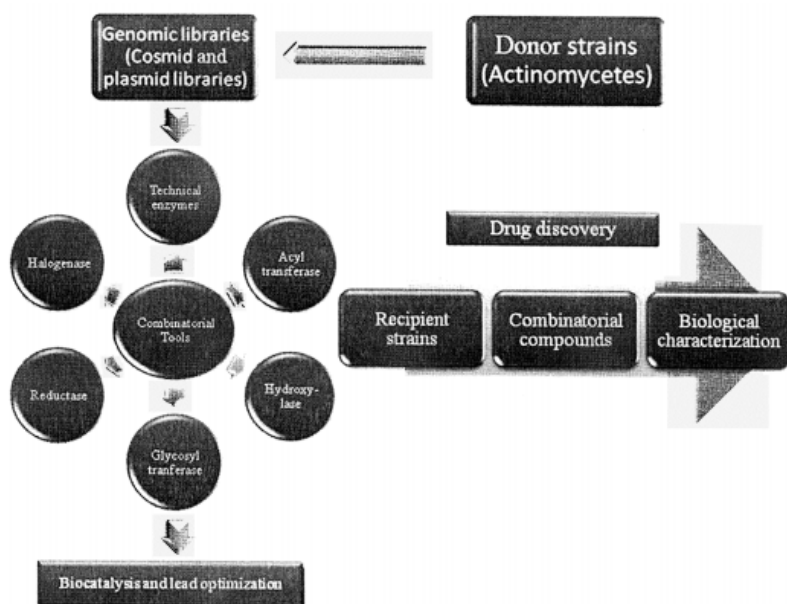 Genomic libraries
(Cosmid and
plasmid libraries)
Donor strains
(Actinomycetes)
Technical
enzymes
Halogenase
Acyl
transferase
Combinatorial
Tools
Reductase
Hydroxy-
lase
Glycosyl
tranferase
Biocatalysis and lead optimization
Drug discovery
Recipient
strains
Combinatorial
compounds
Biological
characterization